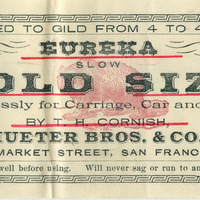 ED TO GILD FROM 4 TO 4
EUREKA
SLOW
OLD SIZ
ssly for Carriage, Car and
BY T. H. CORNISH,
HUETER BROS. & CO.
MARKET STREET, SAN FRANC
well before using. Will never sag or run to an